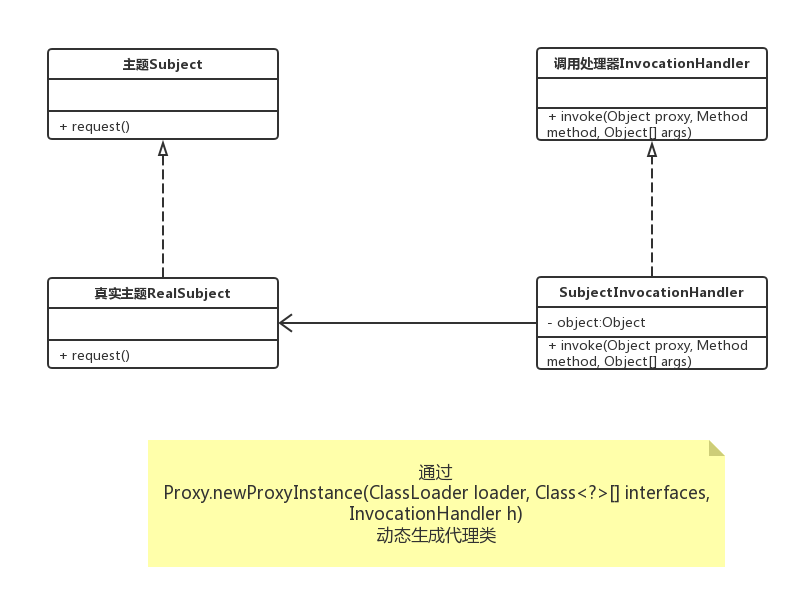 主题Subject
+ request()
调用处理器InvocationHandler
+ invoke(Object proxy, Method
method, Object[] args)
真实主题RealSubject
+ request()
SubjectInvocationHandler
- object:Object
+ invoke(Object proxy, Method
method, Object[] args)
通过
Proxy.newProxyInstance(ClassLoader loader, Class<?>[] interfaces,
InvocationHandler h)
动态生成代理类